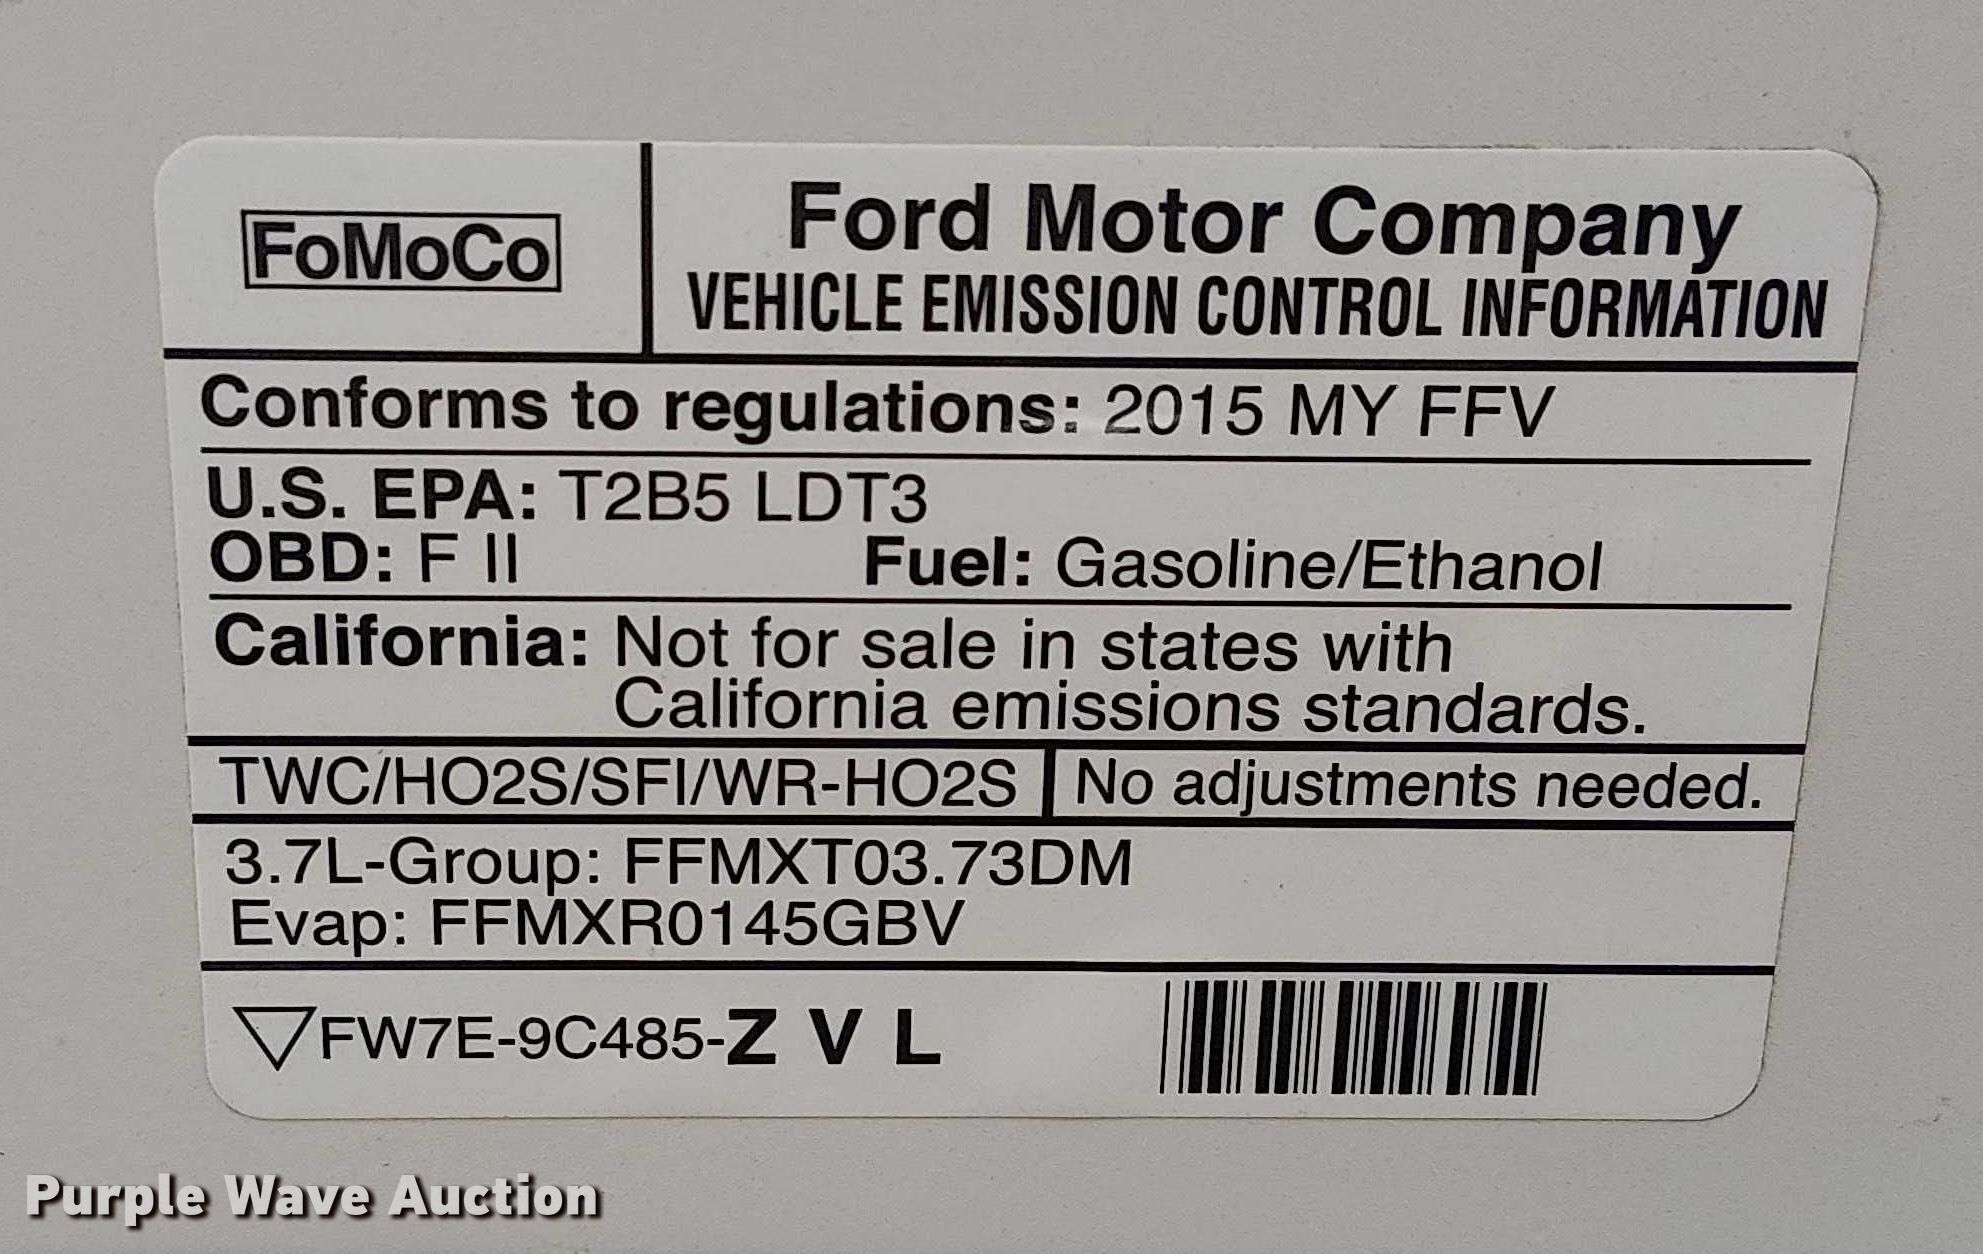 FoMoCo
Ford Motor Company
VEHICLE EMISSION CONTROL INFORMATION
Conforms to regulations: 2015 MY FFV
U.S. EPA: T2B5 LDT3
OBD: F II Fuel: Gasoline/Ethanol
California: Not for sale in states with
California emissions standards.
TWC/HO2S/SFI/WR-HO2S No adjustments needed.
3.7L-Group: FFMXT03.73DM
Evap: FFMXR0145GBV
FW7E-9C485-Z V L
Purple Wave Auction